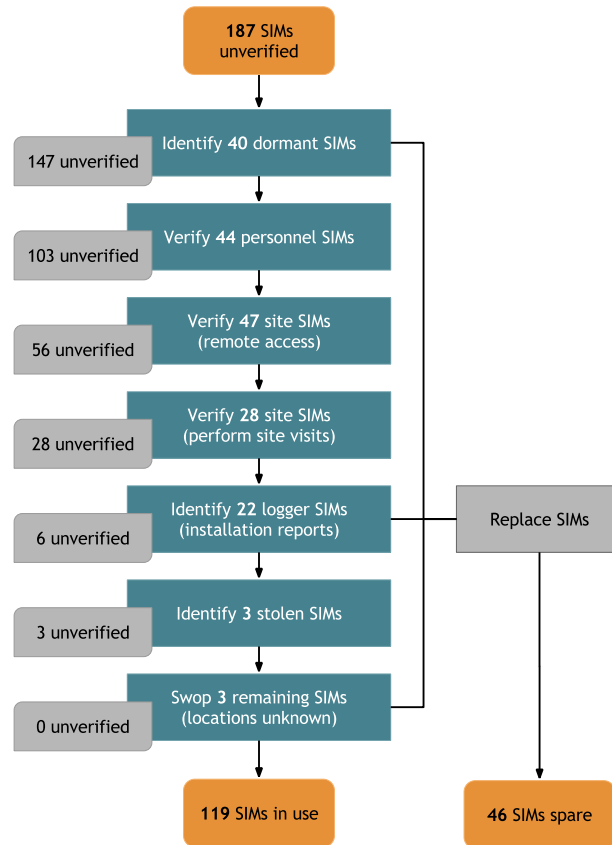 187 SIMs
unverified
Identify 40 dormant SIMs
147 unverified
Verify 44 personnel SIMs
103 unverified
Verify 47 site SIMs
(remote access)
56 unverified
Verify 28 site SIMs
(perform site visits)
28 unverified
Identify 22 logger SIMs
(installation reports)
6 unverified
Replace SIMs
Identify 3 stolen SIMs
3 unverified
Swop 3 remaining SIMs
(locations unknown)
0 unverified
119 SIMs in use
46 SIMs spare